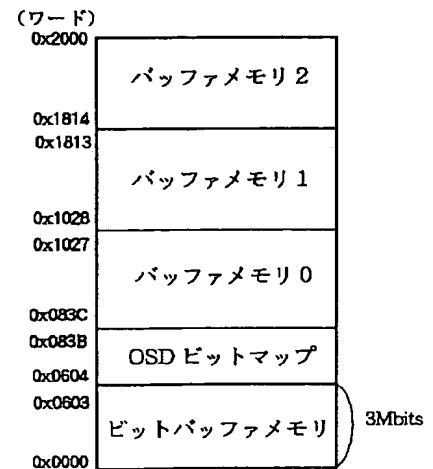 (ワード)
0x2000
バッファメモリ2
0x1814
0x1813
バッファメモリ1
0x1028
0x1027
バッファメモリ0
0x083C
0x083B
OSD ビットマップ
0x0604
0x0603
ビットバッファメモリ
3Mbits
0x0000